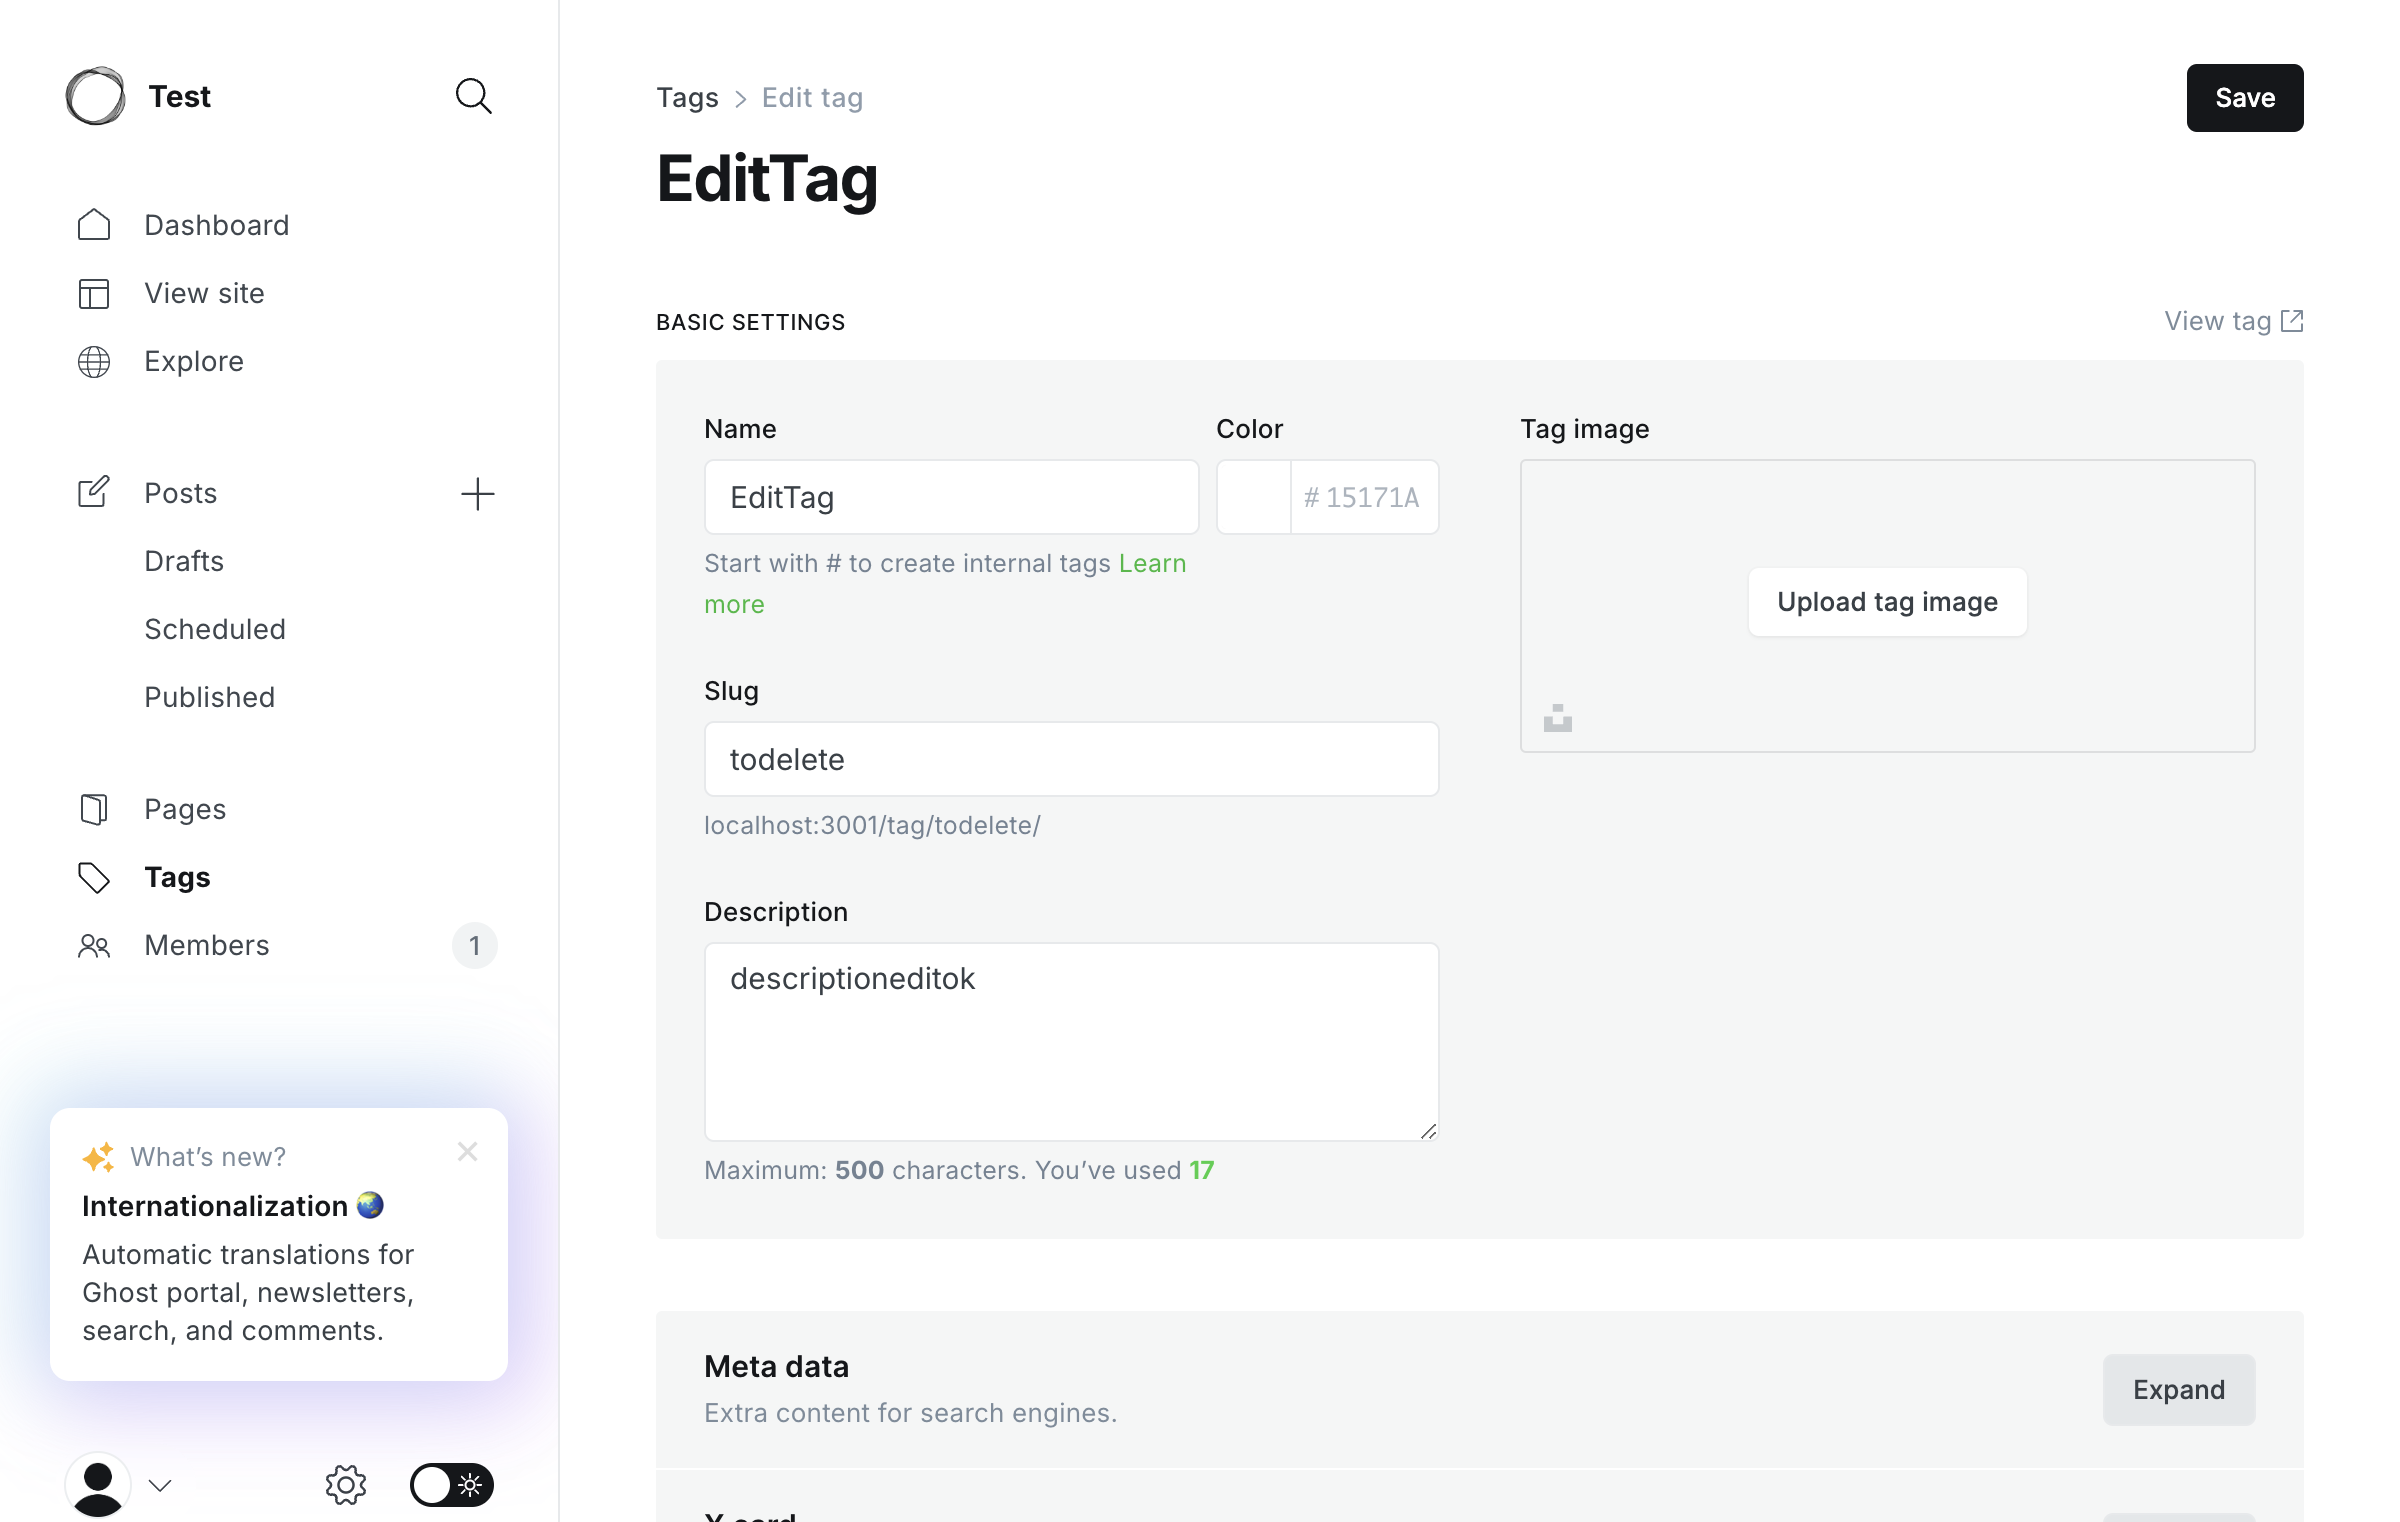 Test
Dashboard
View site
Explore
Posts
Drafts
Scheduled
Published
Pages
Tags
Members
1
What’s new?
Internationalization
Automatic translations for
Ghost portal, newsletters,
search, and comments.
Tags > Edit tag
Save
EditTag
BASIC SETTINGS
View tag
Name
EditTag
Start with # to create internal tags Learn
more
Color
# 15171A
Tag image
Upload tag image
Slug
todelete
localhost:3001/tag/todelete/
Description
descriptioneditok
Maximum: 500 characters. You’ve used 17
Meta data
Extra content for search engines.
Expand
X card